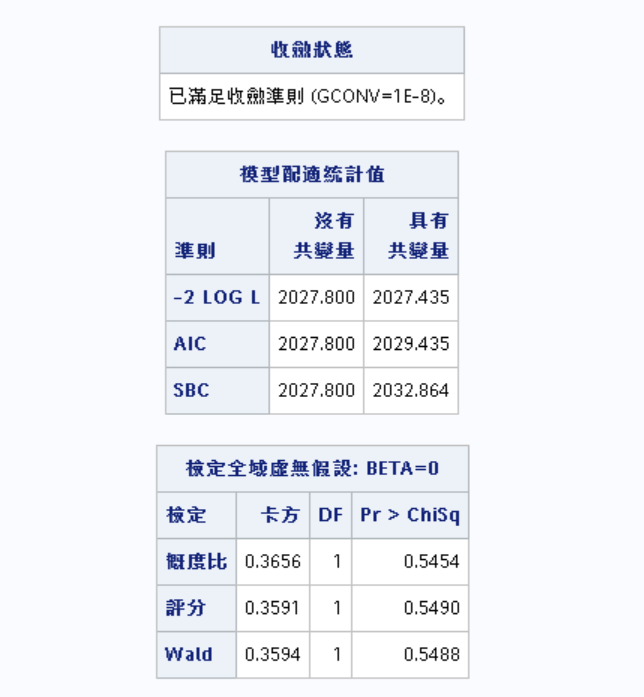 收斂狀態
已滿足收斂準則 (GCONV=1E-8)。
模型配適統計值
準則 沒有共變量 具有共變量
-2 LOG L 2027.800 2027.435
AIC 2027.800 2029.435
SBC 2027.800 2032.864
檢定全域虛無假設: BETA=0
檢定 卡方 DF Pr > ChiSq
概度比 0.3656 1 0.5454
評分 0.3591 1 0.5490
Wald 0.3594 1 0.5488